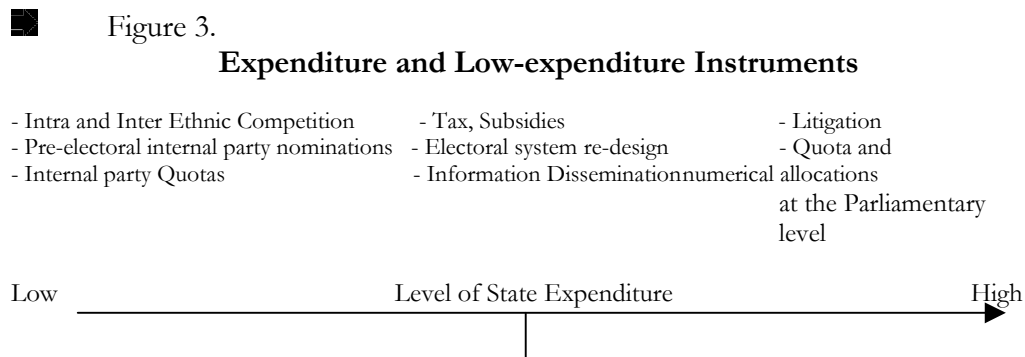 Figure 3.
Expenditure and Low-expenditure Instruments
- Intra and Inter Ethnic Competition - Tax, Subsidies - Litigation
- Pre-electoral internal party nominations - Electoral system re-design - Quota and
- Internal party Quotas - Information Disseminationnumerical allocations
at the Parliamentary
level
Low Level of State Expenditure High